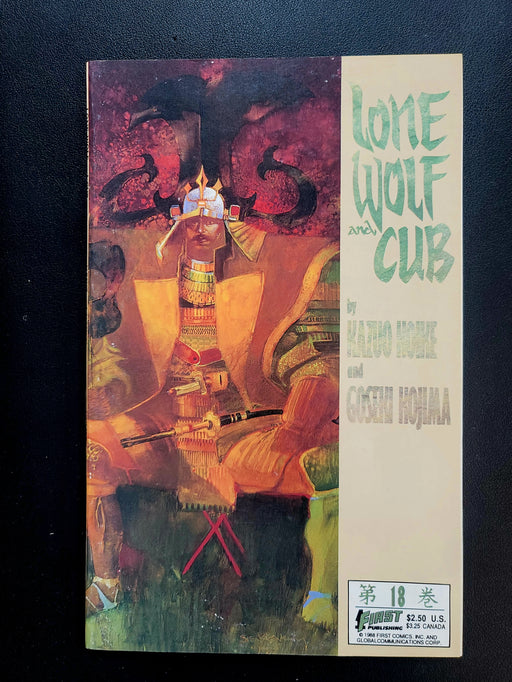 LONE
WOLF
and
CUB
by
KAZUO KOIKE
and
GOSEKI KOJIMA
第 18 巻
FIRST
PUBLISHING
$2.50 U.S.
$3.25 CANADA
© 1988 FIRST COMICS, INC. AND
GLOBALCOMMUNICATIONS CORP.